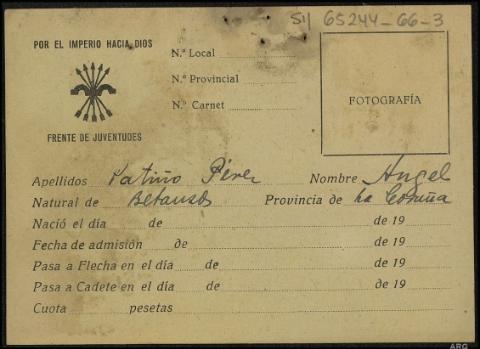 SIJ 65244-66-3
POR EL IMPERIO HACIA DIOS
FRENTE DE JUVENTUDES
N.º Local
N.º Provincial
N.º Carnet
FOTOGRAFÍA
Apellidos Patiño Pérez Nombre Angel
Natural de Betanzos Provincia de La Coruña
Nació el día de de 19
Fecha de admisión de de 19
Pasa a Flecha en el día de de 19
Pasa a Cadete en el día de de 19
Cuota pesetas
ARG